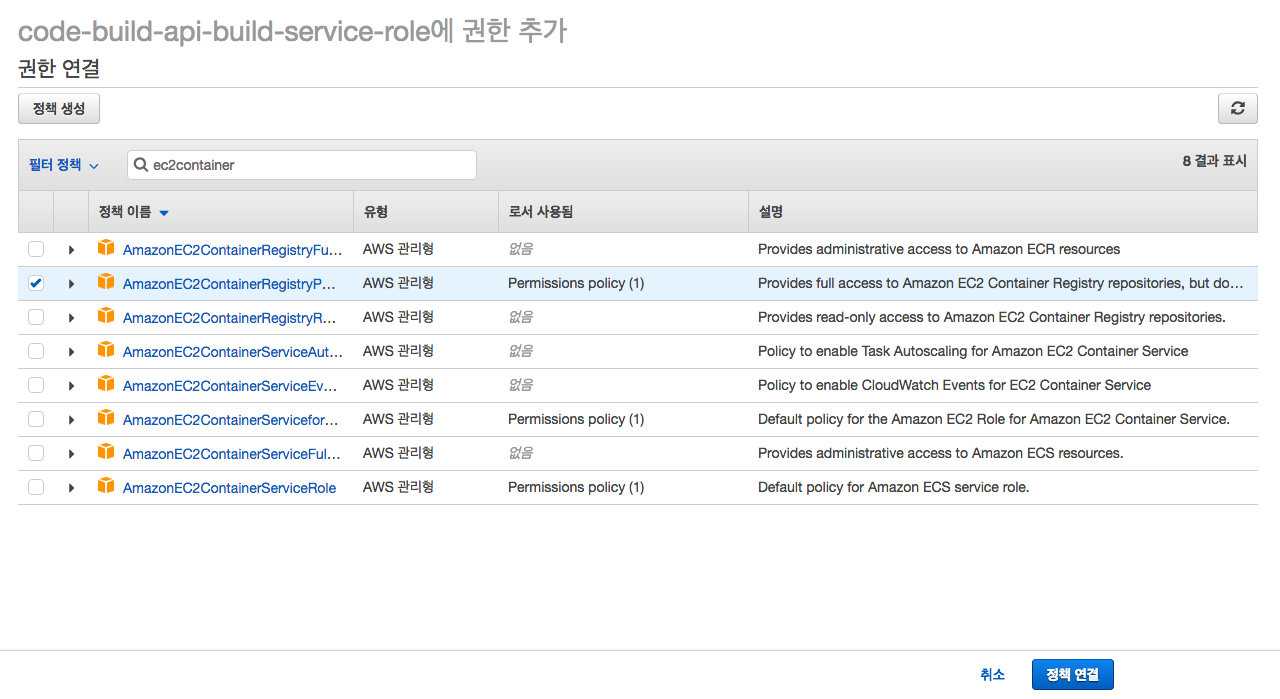 code-build-api-build-service-role에 권한 추가
권한 연결
정책 생성
필터 정책 ec2container 8 결과 표시
정책 이름 유형 로서 사용됨 설명
AmazonEC2ContainerRegistryFu... AWS 관리형 없음 Provides administrative access to Amazon ECR resources
AmazonEC2ContainerRegistryP... AWS 관리형 Permissions policy (1) Provides full access to Amazon EC2 Container Registry repositories, but do...
AmazonEC2ContainerRegistryR... AWS 관리형 없음 Provides read-only access to Amazon EC2 Container Registry repositories.
AmazonEC2ContainerServiceAut... AWS 관리형 없음 Policy to enable Task Autoscaling for Amazon EC2 Container Service
AmazonEC2ContainerServiceEv... AWS 관리형 없음 Policy to enable CloudWatch Events for EC2 Container Service
AmazonEC2ContainerServicefor... AWS 관리형 Permissions policy (1) Default policy for the Amazon EC2 Role for Amazon EC2 Container Service.
AmazonEC2ContainerServiceFul... AWS 관리형 없음 Provides administrative access to Amazon ECS resources.
AmazonEC2ContainerServiceRole AWS 관리형 Permissions policy (1) Default policy for Amazon ECS service role.
취소 정책 연결